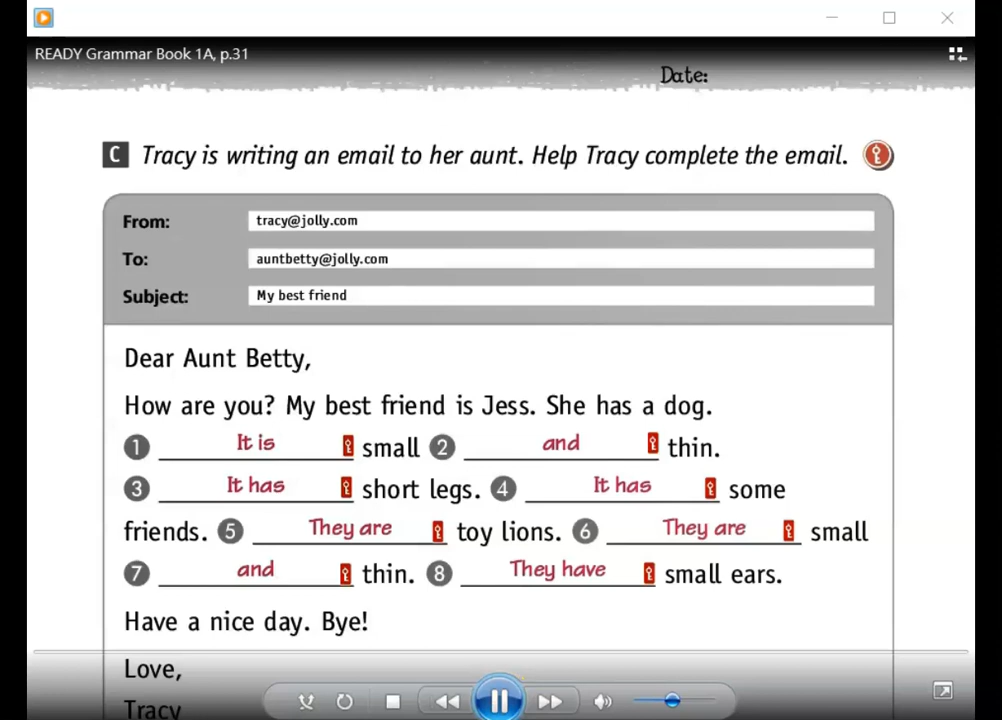 READY Grammar Book 1A, p.31
Date:
C Tracy is writing an email to her aunt. Help Tracy complete the email.
From: tracy@jolly.com
To: auntbetty@jolly.com
Subject: My best friend
Dear Aunt Betty,
How are you? My best friend is Jess. She has a dog.
1 It is small 2 and thin.
3 It has short legs. 4 It has some
friends. 5 They are toy lions. 6 They are small
7 and thin. 8 They have small ears.
Have a nice day. Bye!
Love,
Tracy